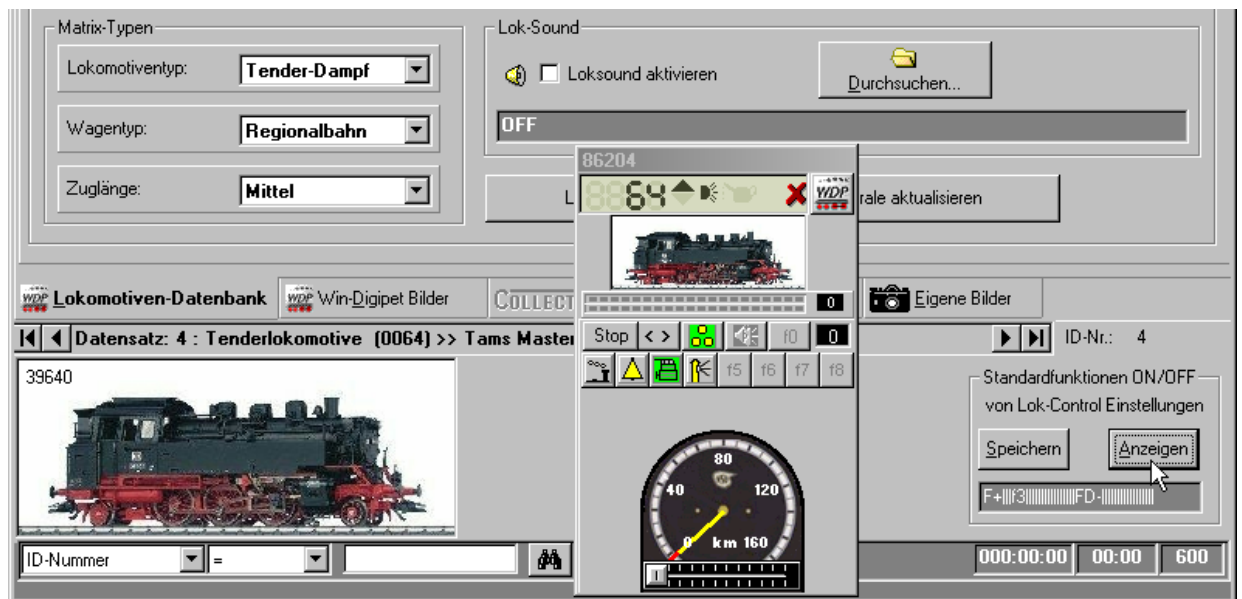 Matrix-Typen
Lokomotiventyp: Tender-Dampf
Wagentyp: Regionalbahn
Zuglänge: Mittel
Lok-Sound
Loksound aktivieren
Durchsuchen...
OFF
L
rale aktualisieren
86204
64
WDP
0
Stop < > f0 0
f5 f6 f7 f8
80
40 120
0 km 160
WDP Lokomotiven-Datenbank
WDP Win-Digipet Bilder
COLLECT
Eigene Bilder
Datensatz: 4 : Tenderlokomotive (0064) >> Tams Master
ID-Nr.: 4
39640
Standardfunktionen ON/OFF
von Lok-Control Einstellungen
Speichern Anzeigen
F+|||f3||||||||||||FD-|||||||||||||
ID-Nummer =
000:00:00 00:00 600